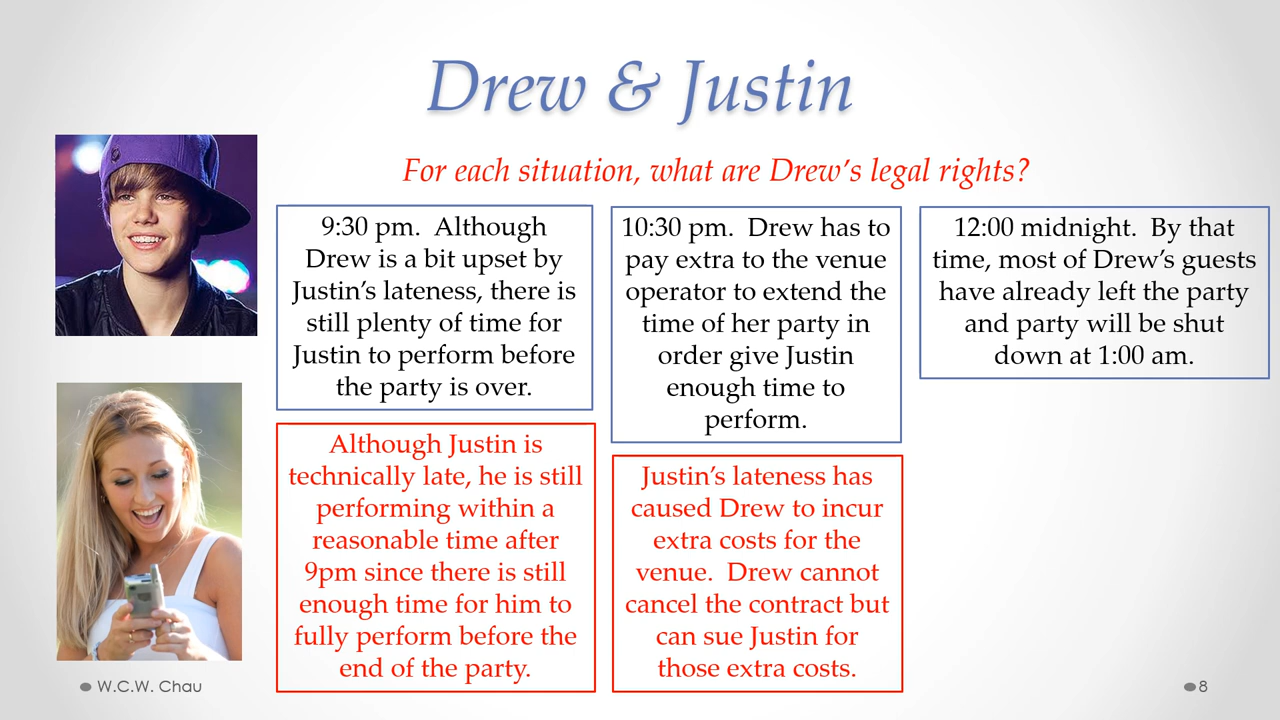 Drew & Justin
For each situation, what are Drew's legal rights?
9:30 pm.  Although
Drew is a bit upset by
Justin's lateness, there is
still plenty of time for
Justin to perform before
the party is over.
10:30 pm.  Drew has to
pay extra to the venue
operator to extend the
time of her party in
order give Justin
enough time to
perform.
12:00 midnight.  By that
time, most of Drew's guests
have already left the party
and party will be shut
down at 1:00 am.
Although Justin is
technically late, he is still
performing within a
reasonable time after
9pm since there is still
enough time for him to
fully perform before the
end of the party.
Justin's lateness has
caused Drew to incur
extra costs for the
venue.  Drew cannot
cancel the contract but
can sue Justin for
those extra costs.
W.C.W. Chau
8